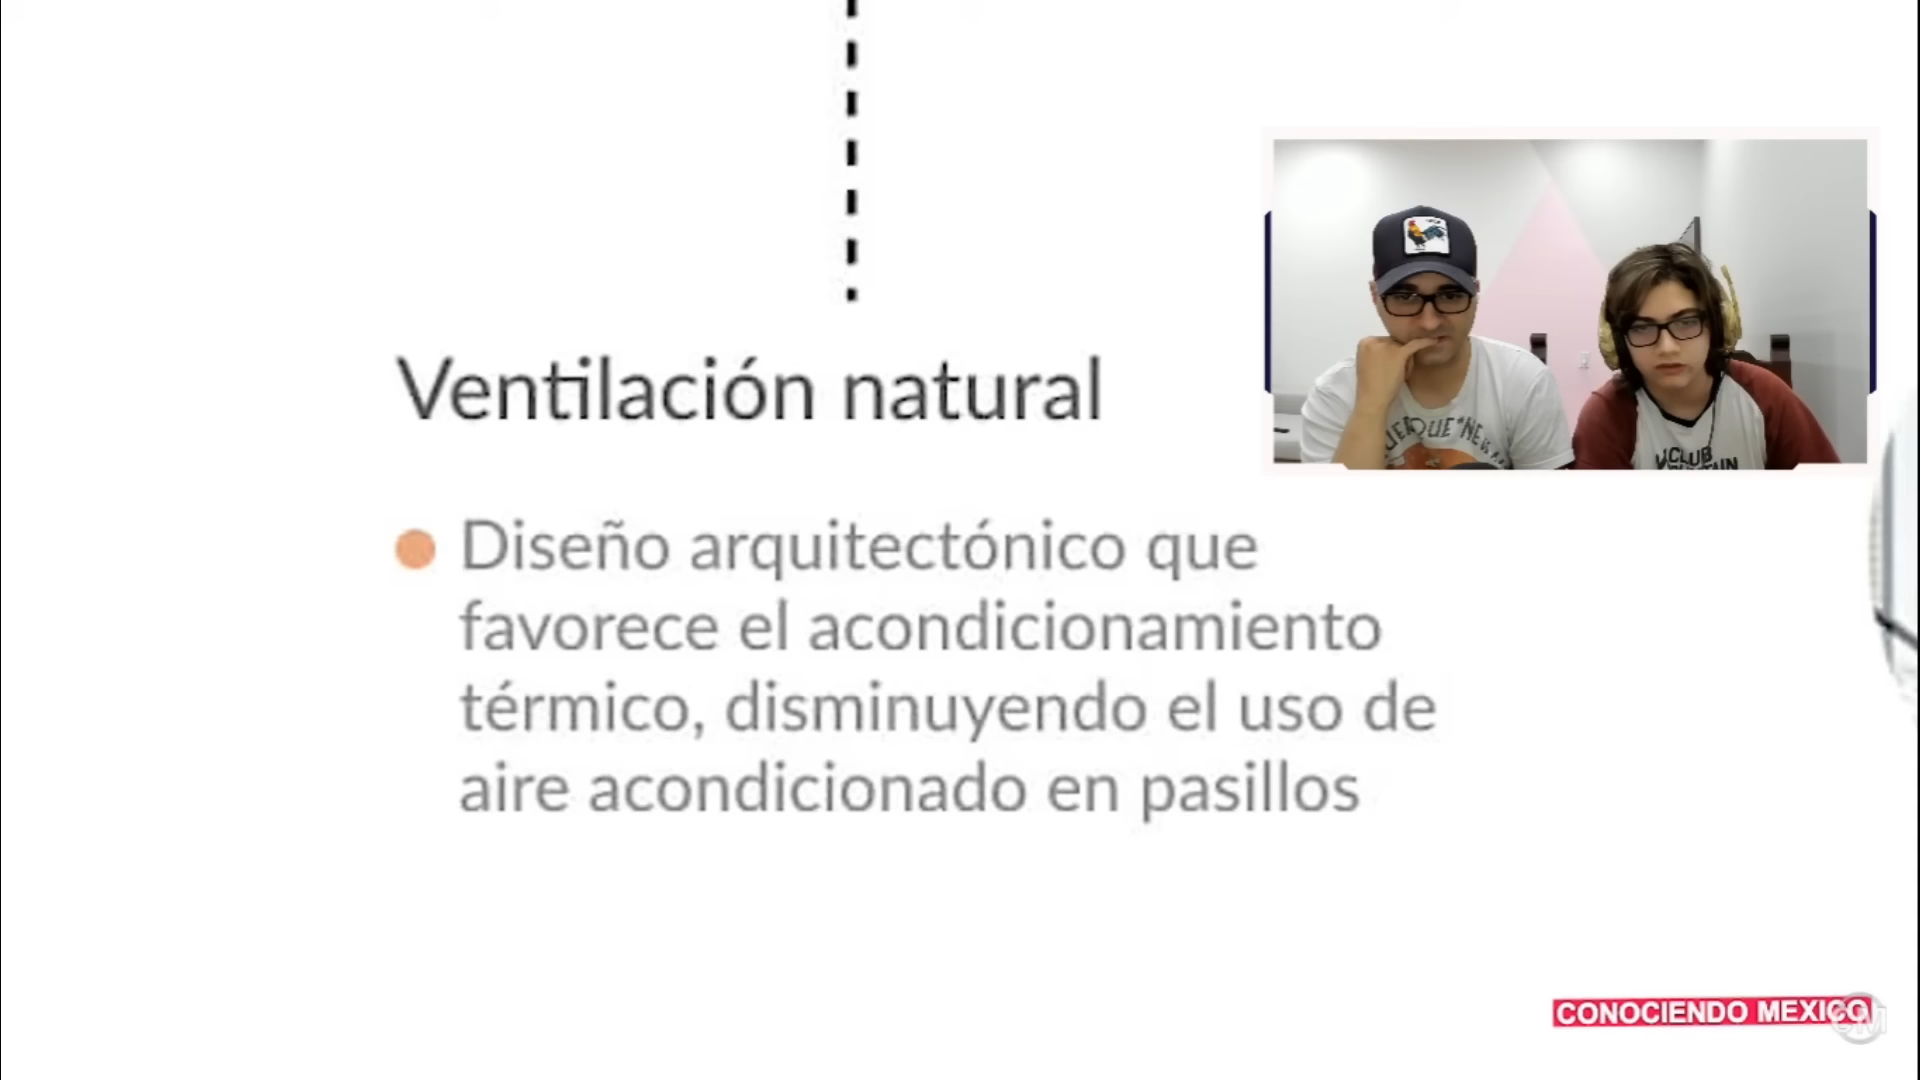 Ventilación natural
Diseño arquitectónico que
favorece el acondicionamiento
térmico, disminuyendo el uso de
aire acondicionado en pasillos
CLUB
CONOCIENDO MEXICO